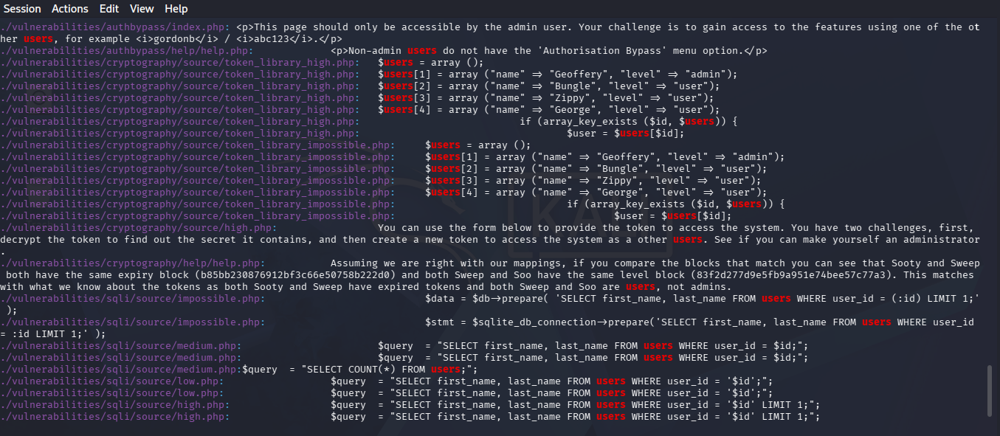 Session Actions Edit View Help
./vulnerabilities/authbypass/index.php: <p>This page should only be accessible by the admin user. Your challenge is to gain access to the features using one of the ot
her users, for example <i>gordonb</i> / <i>abc123</i>.</p>
./vulnerabilities/authbypass/help/help.php: <p>Non-admin users do not have the 'Authorisation Bypass' menu option.</p>
./vulnerabilities/cryptography/source/token_library_high.php: $users = array ();
./vulnerabilities/cryptography/source/token_library_high.php: $users[1] = array ("name" => "Geoffery", "level" => "admin");
./vulnerabilities/cryptography/source/token_library_high.php: $users[2] = array ("name" => "Bungle", "level" => "user");
./vulnerabilities/cryptography/source/token_library_high.php: $users[3] = array ("name" => "Zippy", "level" => "user");
./vulnerabilities/cryptography/source/token_library_high.php: $users[4] = array ("name" => "George", "level" => "user");
./vulnerabilities/cryptography/source/token_library_high.php: if (array_key_exists ($id, $users)) {
./vulnerabilities/cryptography/source/token_library_high.php: $user = $users[$id];
./vulnerabilities/cryptography/source/token_library_impossible.php: $users = array ();
./vulnerabilities/cryptography/source/token_library_impossible.php: $users[1] = array ("name" => "Geoffery", "level" => "admin");
./vulnerabilities/cryptography/source/token_library_impossible.php: $users[2] = array ("name" => "Bungle", "level" => "user");
./vulnerabilities/cryptography/source/token_library_impossible.php: $users[3] = array ("name" => "Zippy", "level" => "user");
./vulnerabilities/cryptography/source/token_library_impossible.php: $users[4] = array ("name" => "George", "level" => "user");
./vulnerabilities/cryptography/source/token_library_impossible.php: if (array_key_exists ($id, $users)) {
./vulnerabilities/cryptography/source/token_library_impossible.php: $user = $users[$id];
./vulnerabilities/cryptography/source/high.php: You can use the form below to provide the token to access the system. You have two challenges, first,
decrypt the token to find out the secret it contains, and then create a new token to access the system as a other users. See if you can make yourself an administrator
.
./vulnerabilities/cryptography/help/help.php: Assuming we are right with our mappings, if you compare the blocks that match you can see that Sooty and Sweep
both have the same expiry block (b85bb230876912bf3c66e50758b222d0) and both Sweep and Soo have the same level block (83f2d277d9e5fb9a951e74bee57c77a3). This matches
with what we know about the tokens as both Sooty and Sweep have expired tokens and both Sweep and Soo are users, not admins.
./vulnerabilities/sqli/source/impossible.php: $data = $db->prepare( 'SELECT first_name, last_name FROM users WHERE user_id = (:id) LIMIT 1;'
);
./vulnerabilities/sqli/source/impossible.php: $stmt = $sqlite_db_connection->prepare('SELECT first_name, last_name FROM users WHERE user_id
= :id LIMIT 1;' );
./vulnerabilities/sqli/source/medium.php: $query = "SELECT first_name, last_name FROM users WHERE user_id = $id;";
./vulnerabilities/sqli/source/medium.php: $query = "SELECT first_name, last_name FROM users WHERE user_id = $id;";
./vulnerabilities/sqli/source/medium.php:$query = "SELECT COUNT(*) FROM users;";
./vulnerabilities/sqli/source/low.php: $query = "SELECT first_name, last_name FROM users WHERE user_id = '$id';";
./vulnerabilities/sqli/source/low.php: $query = "SELECT first_name, last_name FROM users WHERE user_id = '$id';";
./vulnerabilities/sqli/source/high.php: $query = "SELECT first_name, last_name FROM users WHERE user_id = '$id' LIMIT 1;";
./vulnerabilities/sqli/source/high.php: $query = "SELECT first_name, last_name FROM users WHERE user_id = '$id' LIMIT 1;";